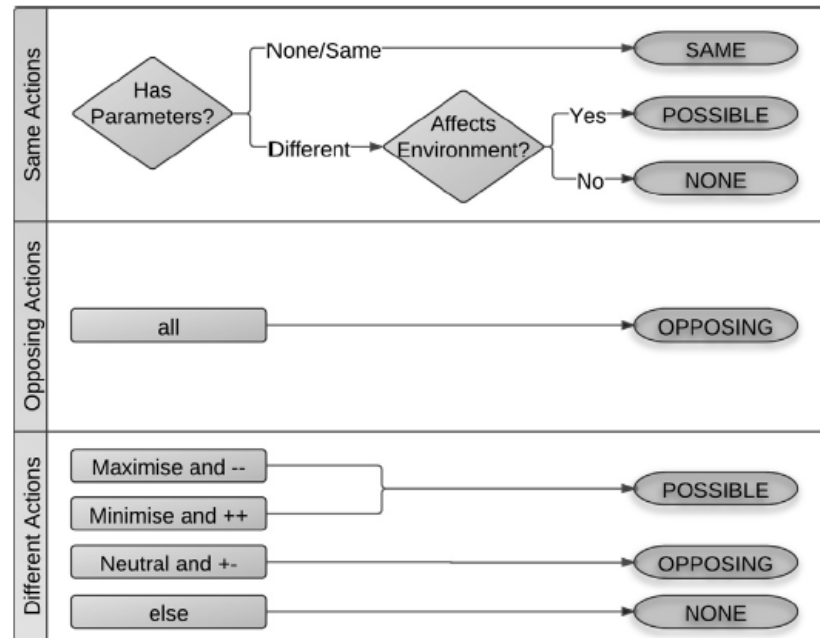 Same Actions
Has
Parameters?
None/Same
Different
Affects
Environment?
Yes
No
SAME
POSSIBLE
NONE
Opposing Actions
all
OPPOSING
Different Actions
Maximise and --
Minimise and ++
POSSIBLE
Neutral and +-
OPPOSING
else
NONE